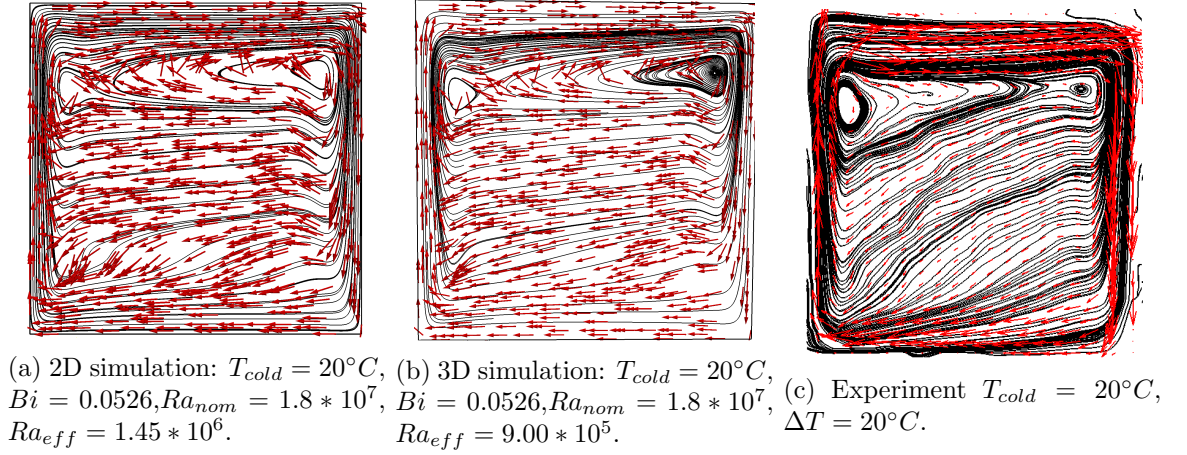 (a) 2D simulation: $T_{cold} = 20°C$,
$Bi = 0.0526$,$Ra_{nom} = 1.8 * 10^7$,
$Ra_{eff} = 1.45 * 10^6$.
(b) 3D simulation: $T_{cold} = 20°C$,
$Bi = 0.0526$,$Ra_{nom} = 1.8 * 10^7$,
$Ra_{eff} = 9.00 * 10^5$.
(c) Experiment $T_{cold} = 20°C$,
$\Delta T = 20°C$.